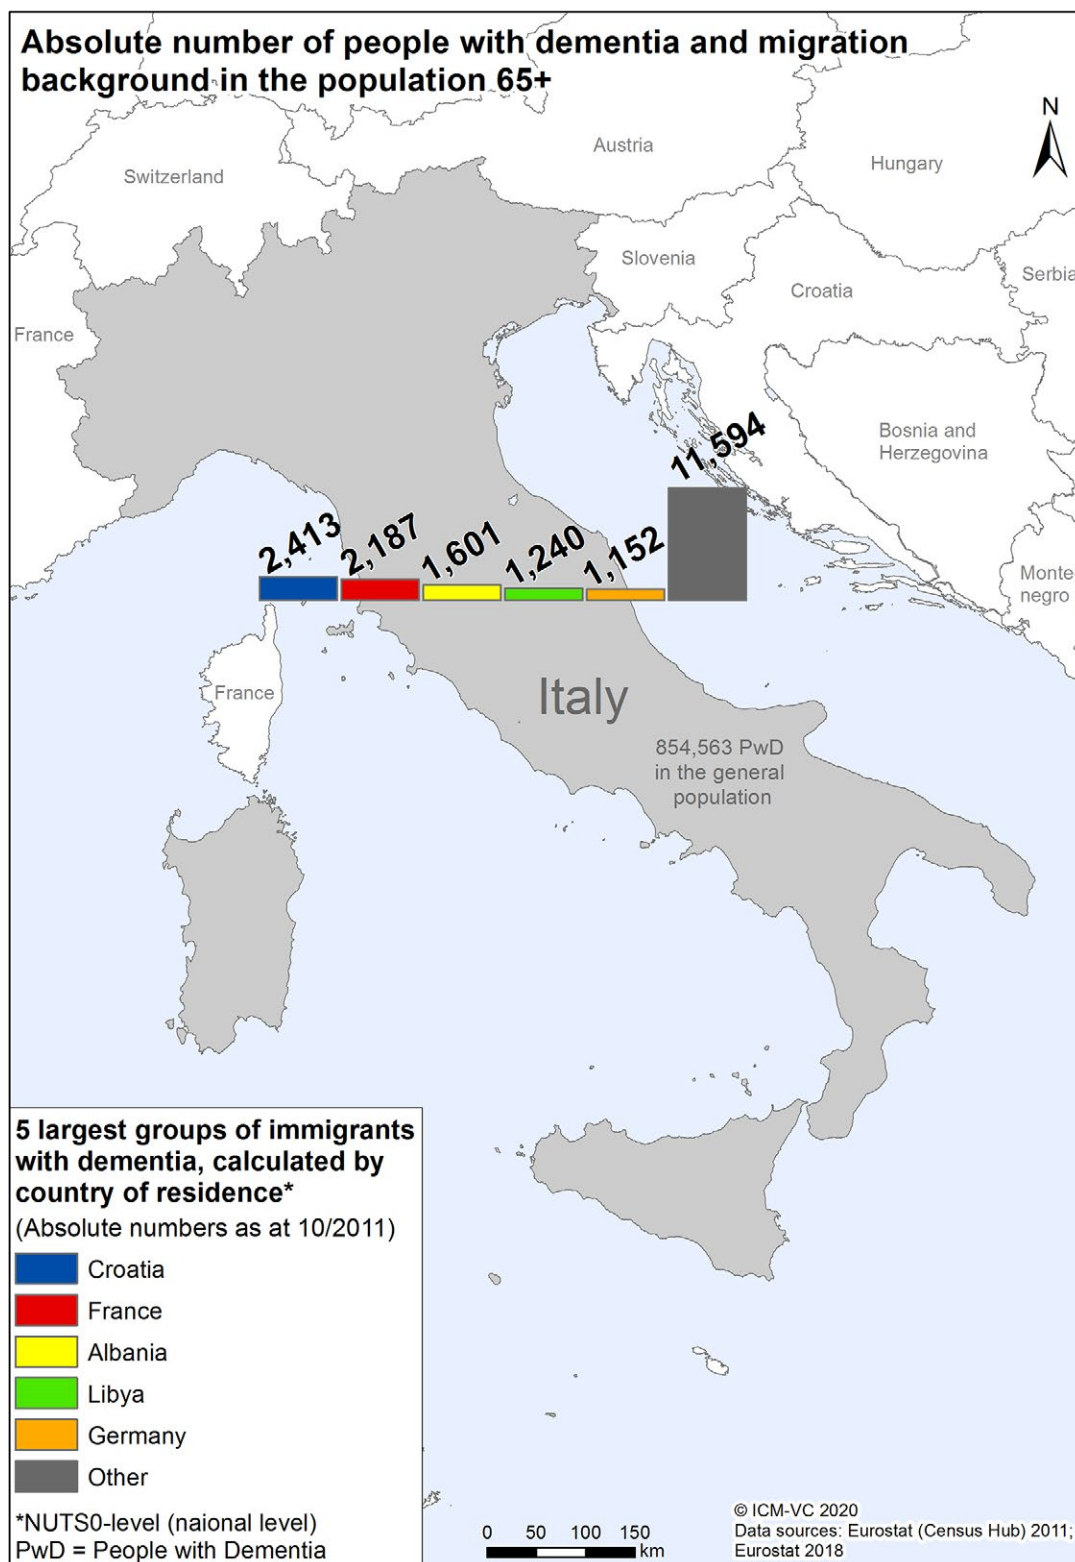 Absolute number of people with dementia and migration
background in the population 65+
N
Austria
Hungary
Switzerland
Slovenia
Serbia
Croatia
France
Bosnia and
Herzegovina
11,594
2,413
2,187
1,601
1,240
1,152
Monte
negro
France
Italy
854,563 PwD
in the general
population
5 largest groups of immigrants
with dementia, calculated by
country of residence*
(Absolute numbers as at 10/2011)
Croatia
France
Albania
Libya
Germany
Other
*NUTS0-level (naional level)
PwD = People with Dementia
0 50 100 150
km
© ICM-VC 2020
Data sources: Eurostat (Census Hub) 2011;
Eurostat 2018